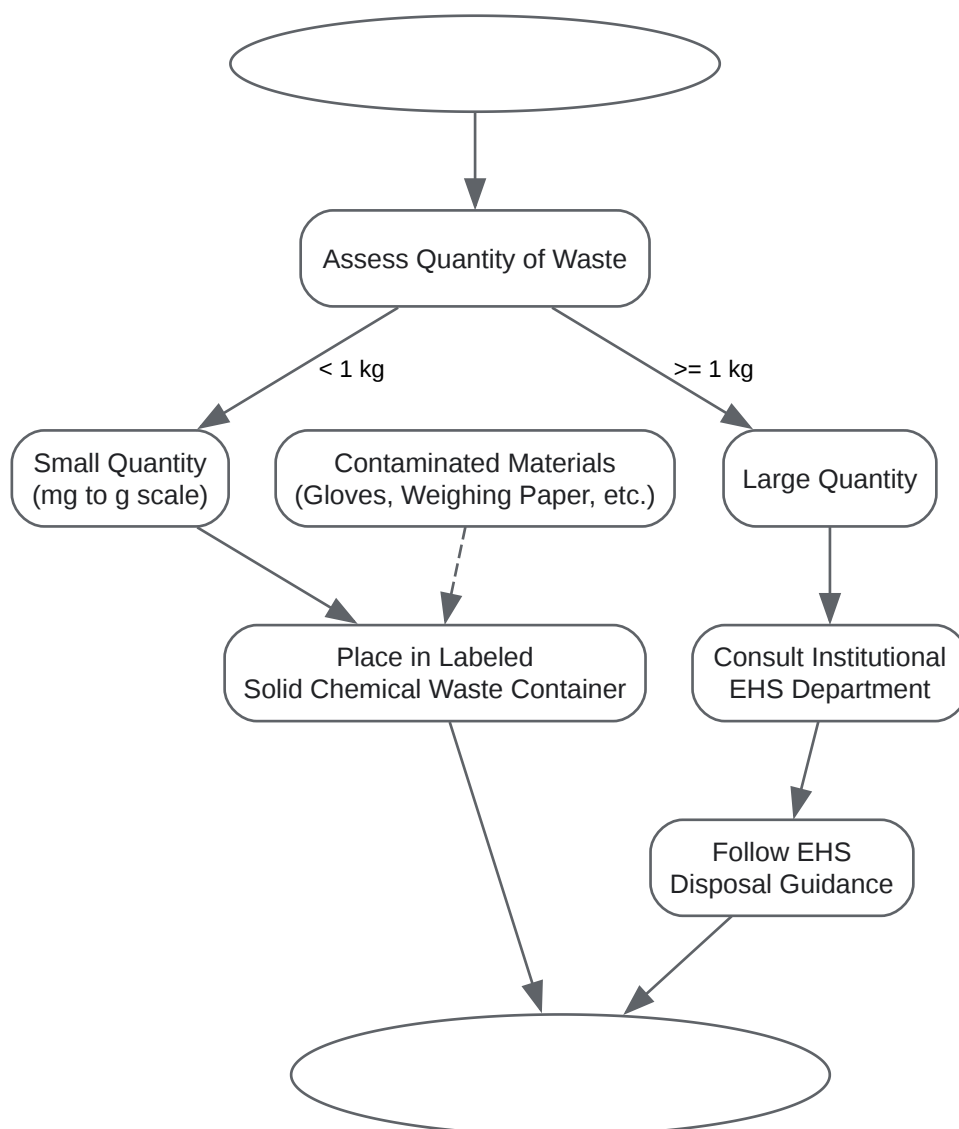 Assess Quantity of Waste
< 1 kg
>= 1 kg
Small Quantity
(mg to g scale)
Contaminated Materials
(Gloves, Weighing Paper, etc.)
Large Quantity
Place in Labeled
Solid Chemical Waste Container
Consult Institutional
EHS Department
Follow EHS
Disposal Guidance